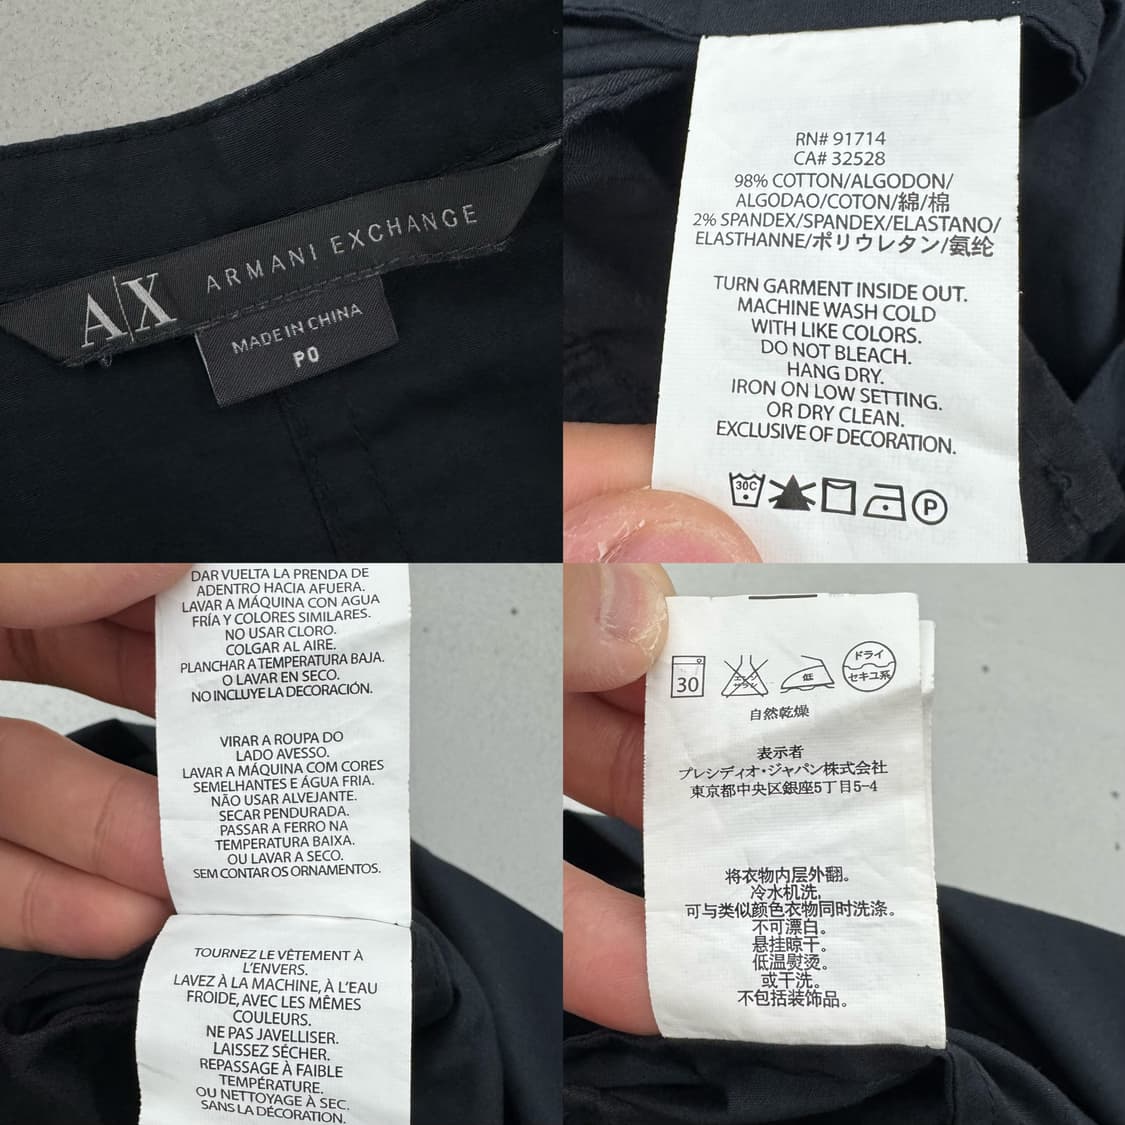 A|X ARMANI EXCHANGE
MADE IN CHINA
PO
RN# 91714
CA# 32528
98% COTTON/ALGODON/
ALGODAO/COTON/綿/棉
2% SPANDEX/SPANDEX/ELASTANO/
ELASTHANNE/ポリウレタン/氨纶
TURN GARMENT INSIDE OUT.
MACHINE WASH COLD
WITH LIKE COLORS.
DO NOT BLEACH.
HANG DRY.
IRON ON LOW SETTING.
OR DRY CLEAN.
EXCLUSIVE OF DECORATION.
30C P
DAR VUELTA LA PRENDA DE
ADENTRO HACIA AFUERA.
LAVAR A MÁQUINA CON AGUA
FRÍA Y COLORES SIMILARES.
NO USAR CLORO.
COLGAR AL AIRE.
PLANCHAR A TEMPERATURA BAJA.
O LAVAR EN SECO.
NO INCLUYE LA DECORACIÓN.
VIRAR A ROUPA DO
LADO AVESSO.
LAVAR A MÁQUINA COM CORES
SEMELHANTES E ÁGUA FRIA.
NÃO USAR ALVEJANTE.
SECAR PENDURADA.
PASSAR A FERRO NA
TEMPERATURA BAIXA.
OU LAVAR A SECO.
SEM CONTAR OS ORNAMENTOS.
TOURNEZ LE VÊTEMENT À
L'ENVERS.
LAVEZ À LA MACHINE, À L'EAU
FROIDE, AVEC LES MÊMES
COULEURS.
NE PAS JAVELLISER.
LAISSEZ SÉCHER.
REPASSAGE À FAIBLE
TEMPÉRATURE.
OU NETTOYAGE À SEC.
SANS LA DÉCORATION.
30 エンソ サラシ 低 ドライ
セキユ系
自然乾燥
表示者
プレシディオ・ジャパン株式会社
東京都中央区銀座5丁目5-4
将衣物内层外翻。
冷水机洗,
可与类似颜色衣物同时洗涤。
不可漂白。
悬挂晾干。
低温熨烫。
或干洗。
不包括装饰品。